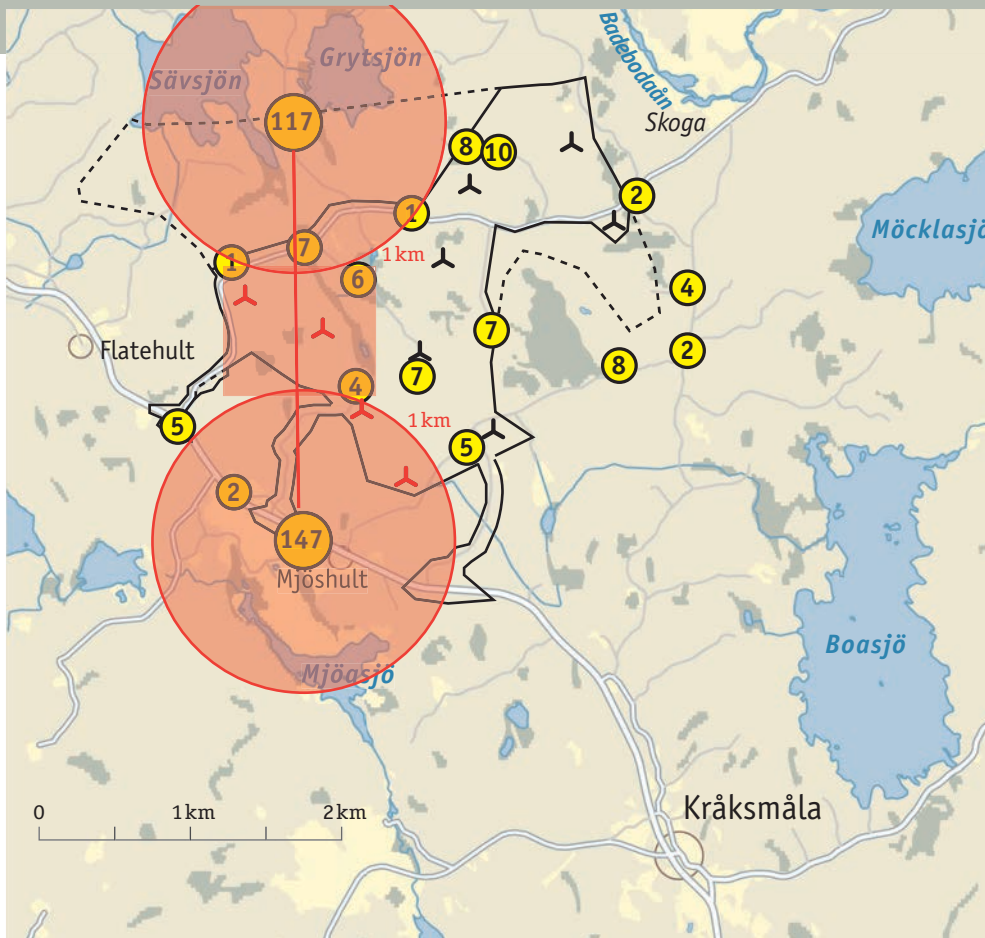 Grytsjön
Sävsjön
Badebodaån
117
Skoga
8
10
2
1
7
1km
1
6
Möcklasjö
4
7
2
Flatehult
7
8
4
1km
5
5
2
147
Mjöshult
Mjöasjö
Boasjö
0
1km
2km
Kråksmåla